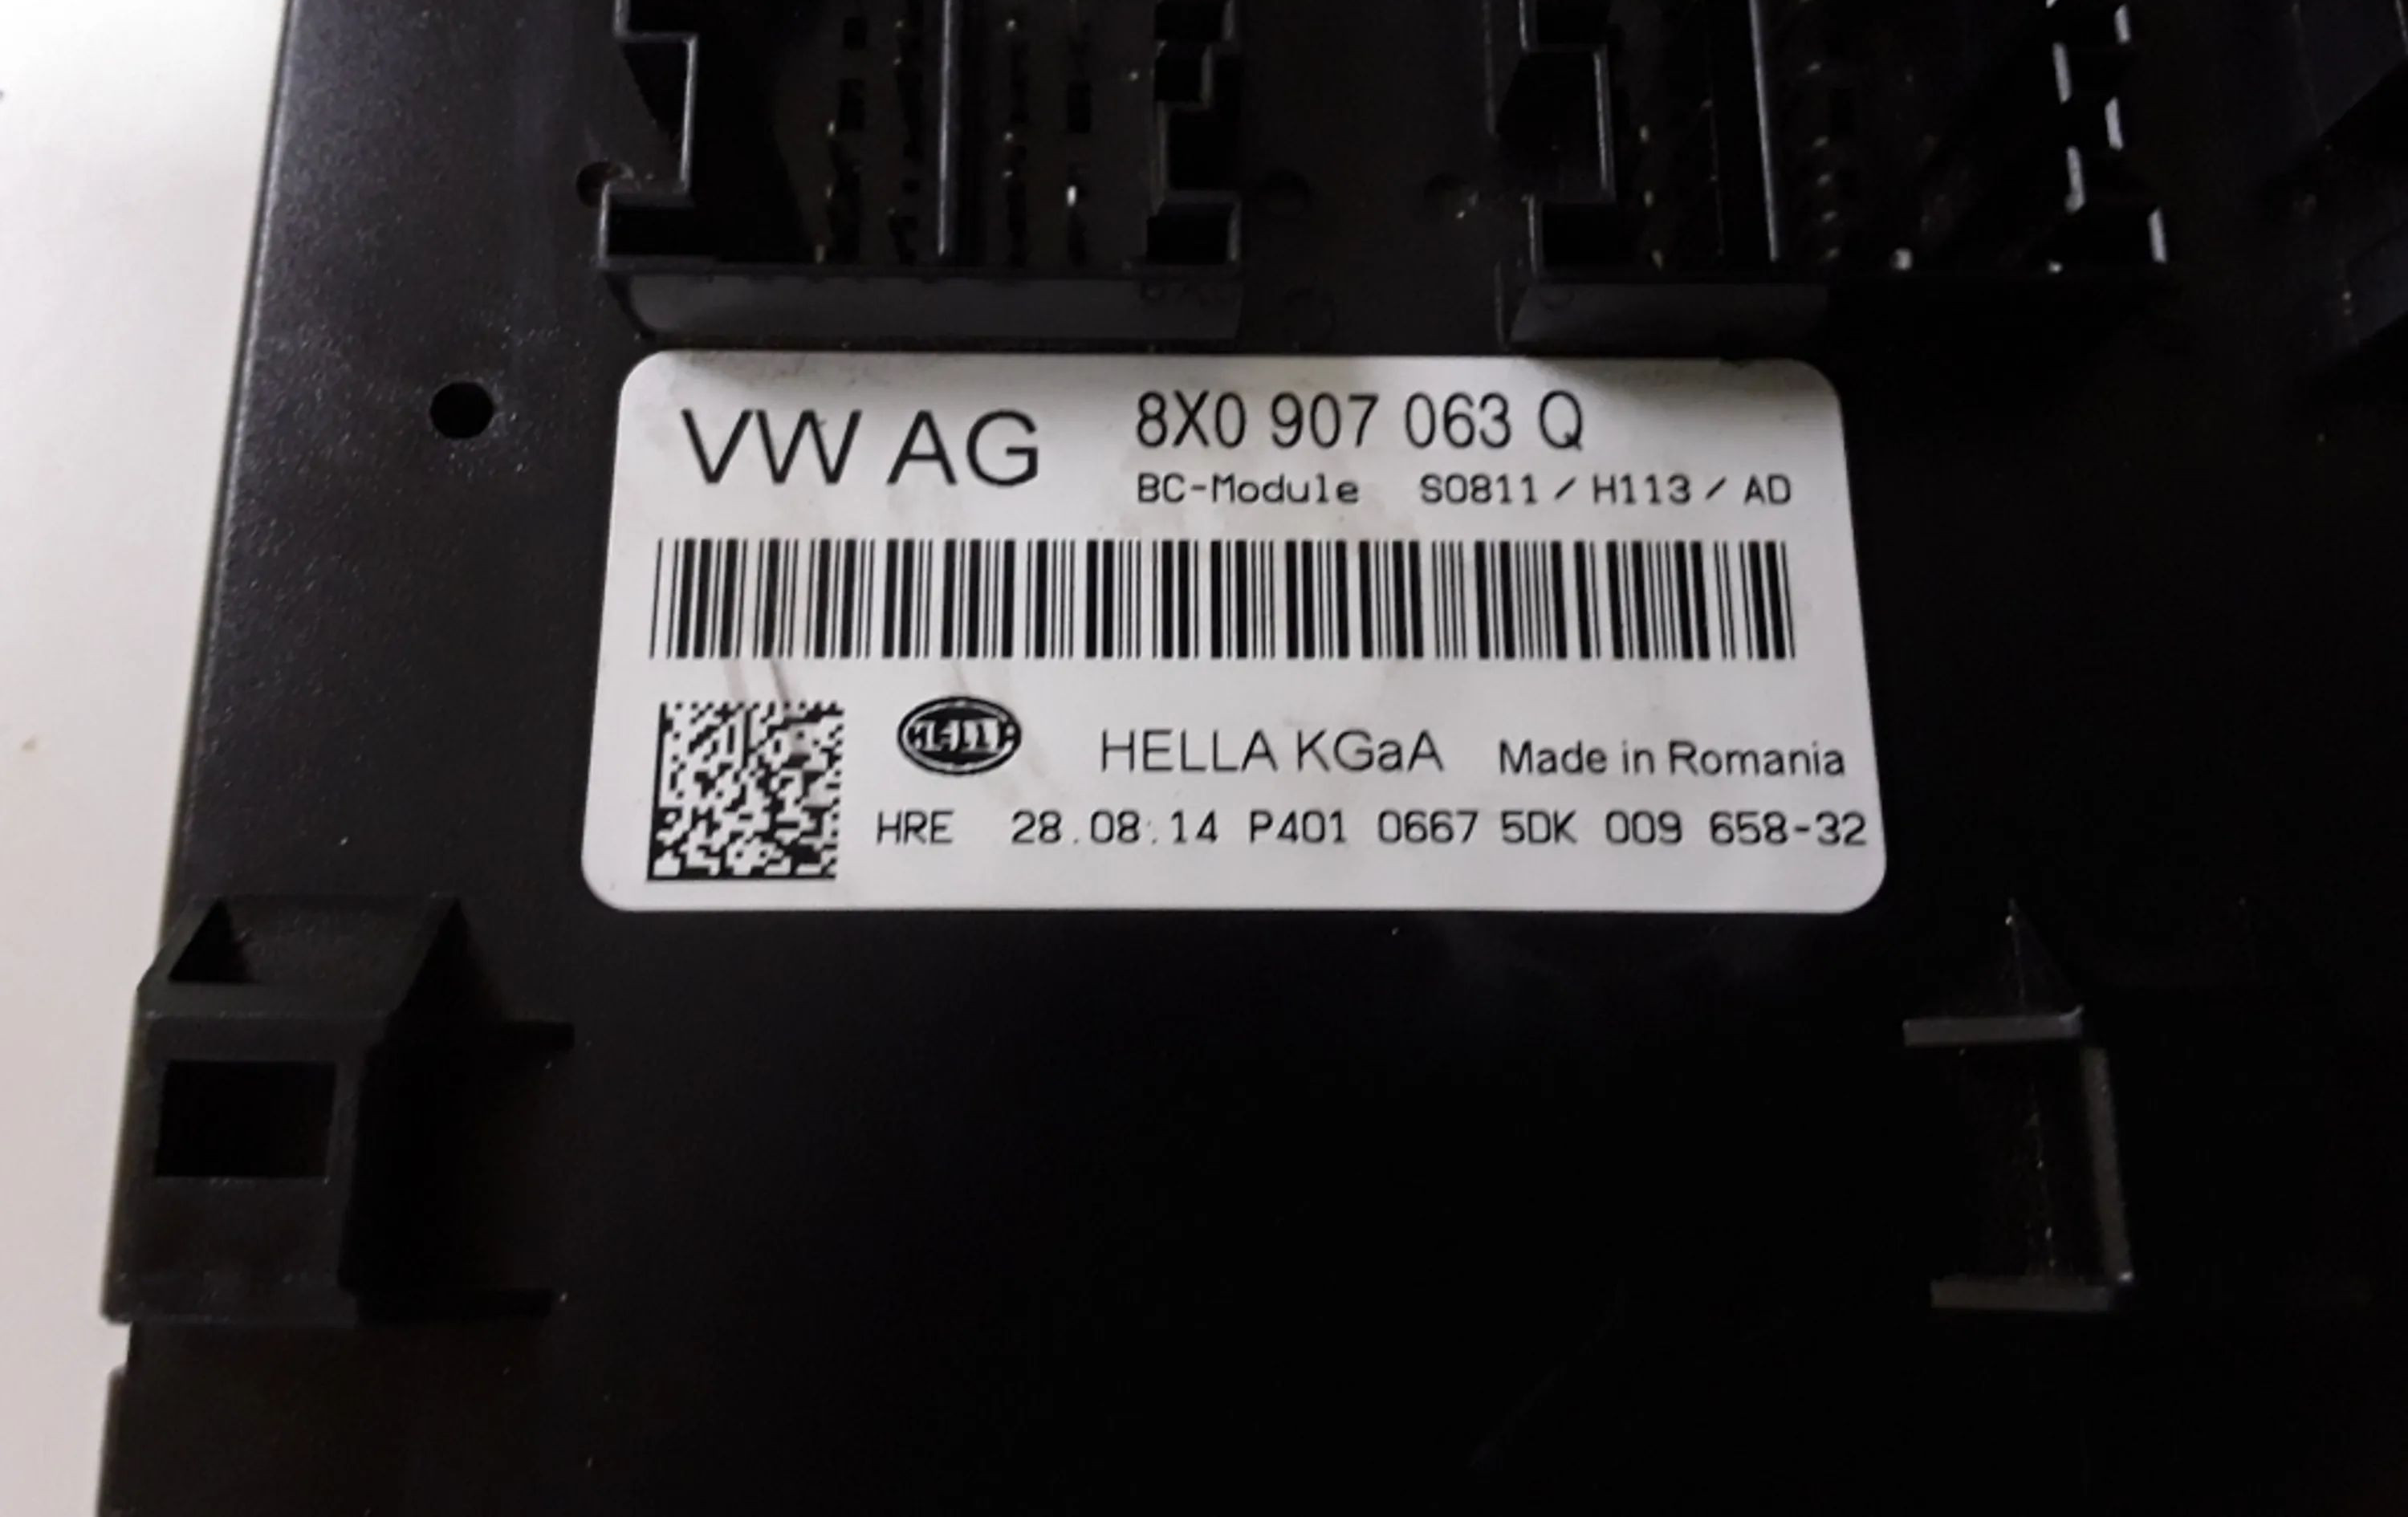 VW AG 8X0 907 063 Q
BC-Module S0811 / H113 / AD
HELLA HELLA KGaA Made in Romania
HRE 28.08.14 P401 0667 5DK 009 658-32